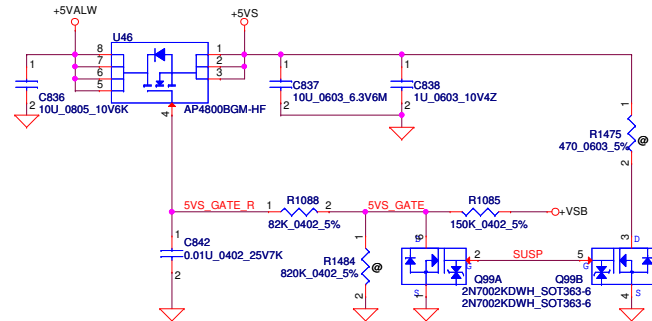 +5VALW
+5VS
U46
8
7
6
5
1
2
3
4
AP4800BGM-HF
1
2
C836
10U_0805_10V6K
1
2
C837
10U_0603_6.3V6M
1
2
C838
1U_0603_10V4Z
1
R1475
470_0603_5%
@
2
5VS_GATE_R
1
R1088
2
82K_0402_5%
5VS_GATE
R1085
150K_0402_5%
+VSB
1
2
C842
0.01U_0402_25V7K
1
R1484
820K_0402_5%
@
2
6
D
G
S
1
2
SUSP
5
3
D
G
S
4
Q99A
Q99B
2N7002KDWH_SOT363-6
2N7002KDWH_SOT363-6